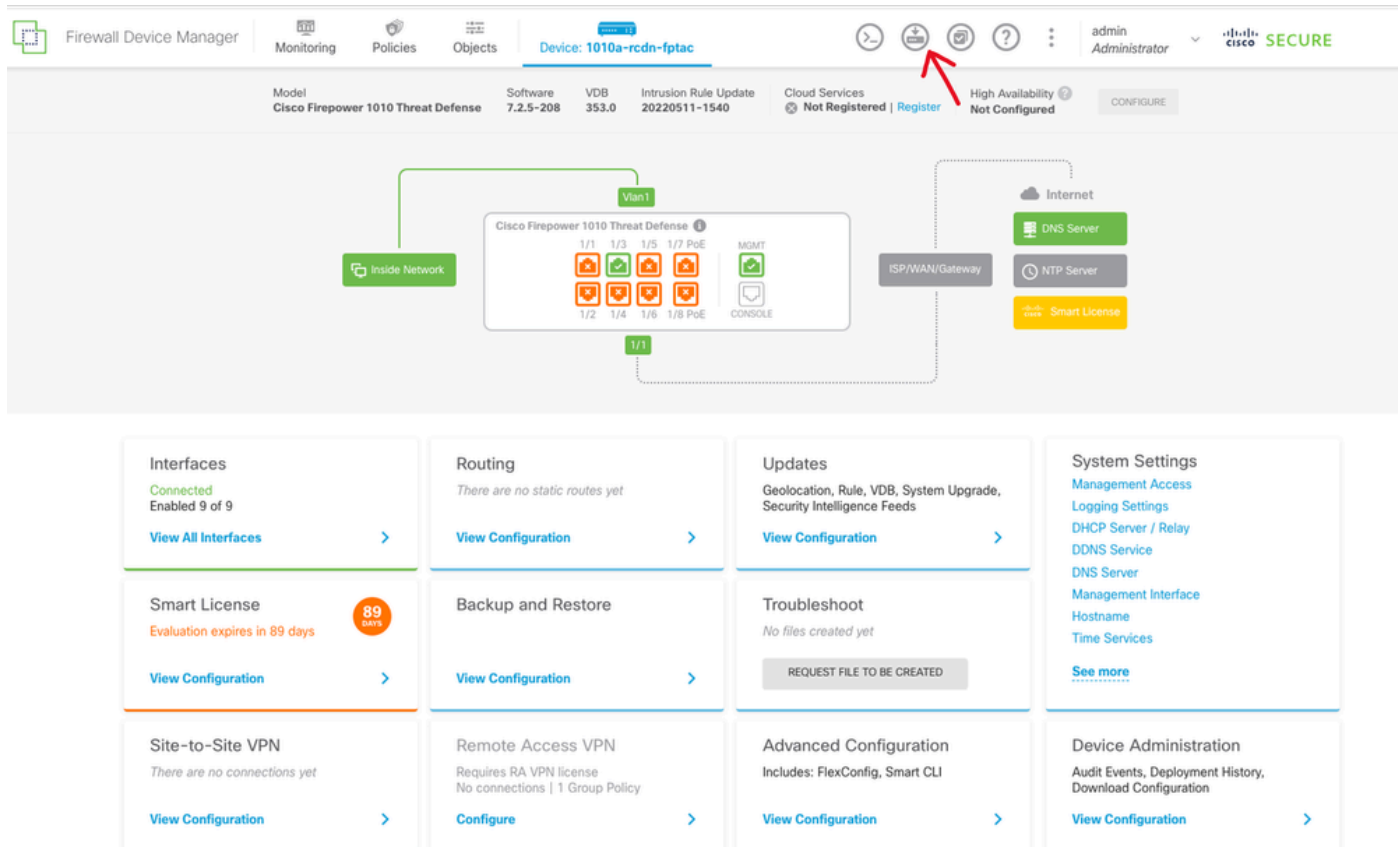 Firewall Device Manager
Monitoring
Policies
Objects
Device: 1010a-rcdn-fptac
admin
Administrator
cisco SECURE
Model
Cisco Firepower 1010 Threat Defense
Software
7.2.5-208
VDB
353.0
Intrusion Rule Update
20220511-1540
Cloud Services
Not Registered | Register
High Availability ?
Not Configured
CONFIGURE
Vlan1
Internet
Cisco Firepower 1010 Threat Defense
1/1 1/3 1/5 1/7 PoE
MGMT
DNS Server
Inside Network
ISP/WAN/Gateway
NTP Server
1/2 1/4 1/6 1/8 PoE
CONSOLE
cisco Smart License
1/1
Interfaces
Connected
Enabled 9 of 9
View All Interfaces
Routing
There are no static routes yet
View Configuration
Updates
Geolocation, Rule, VDB, System Upgrade,
Security Intelligence Feeds
View Configuration
System Settings
Management Access
Logging Settings
DHCP Server / Relay
DDNS Service
DNS Server
Management Interface
Hostname
Time Services
See more
Smart License
89
DAYS
Evaluation expires in 89 days
View Configuration
Backup and Restore
View Configuration
Troubleshoot
No files created yet
REQUEST FILE TO BE CREATED
Site-to-Site VPN
There are no connections yet
View Configuration
Remote Access VPN
Requires RA VPN license
No connections | 1 Group Policy
Configure
Advanced Configuration
Includes: FlexConfig, Smart CLI
View Configuration
Device Administration
Audit Events, Deployment History,
Download Configuration
View Configuration